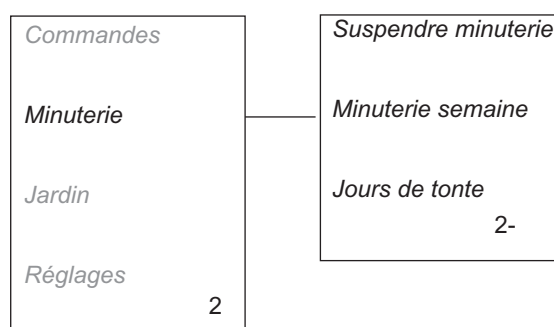 Commandes
Minuterie
Jardin
Réglages
2
Suspendre minuterie
Minuterie semaine
Jours de tonte
2-